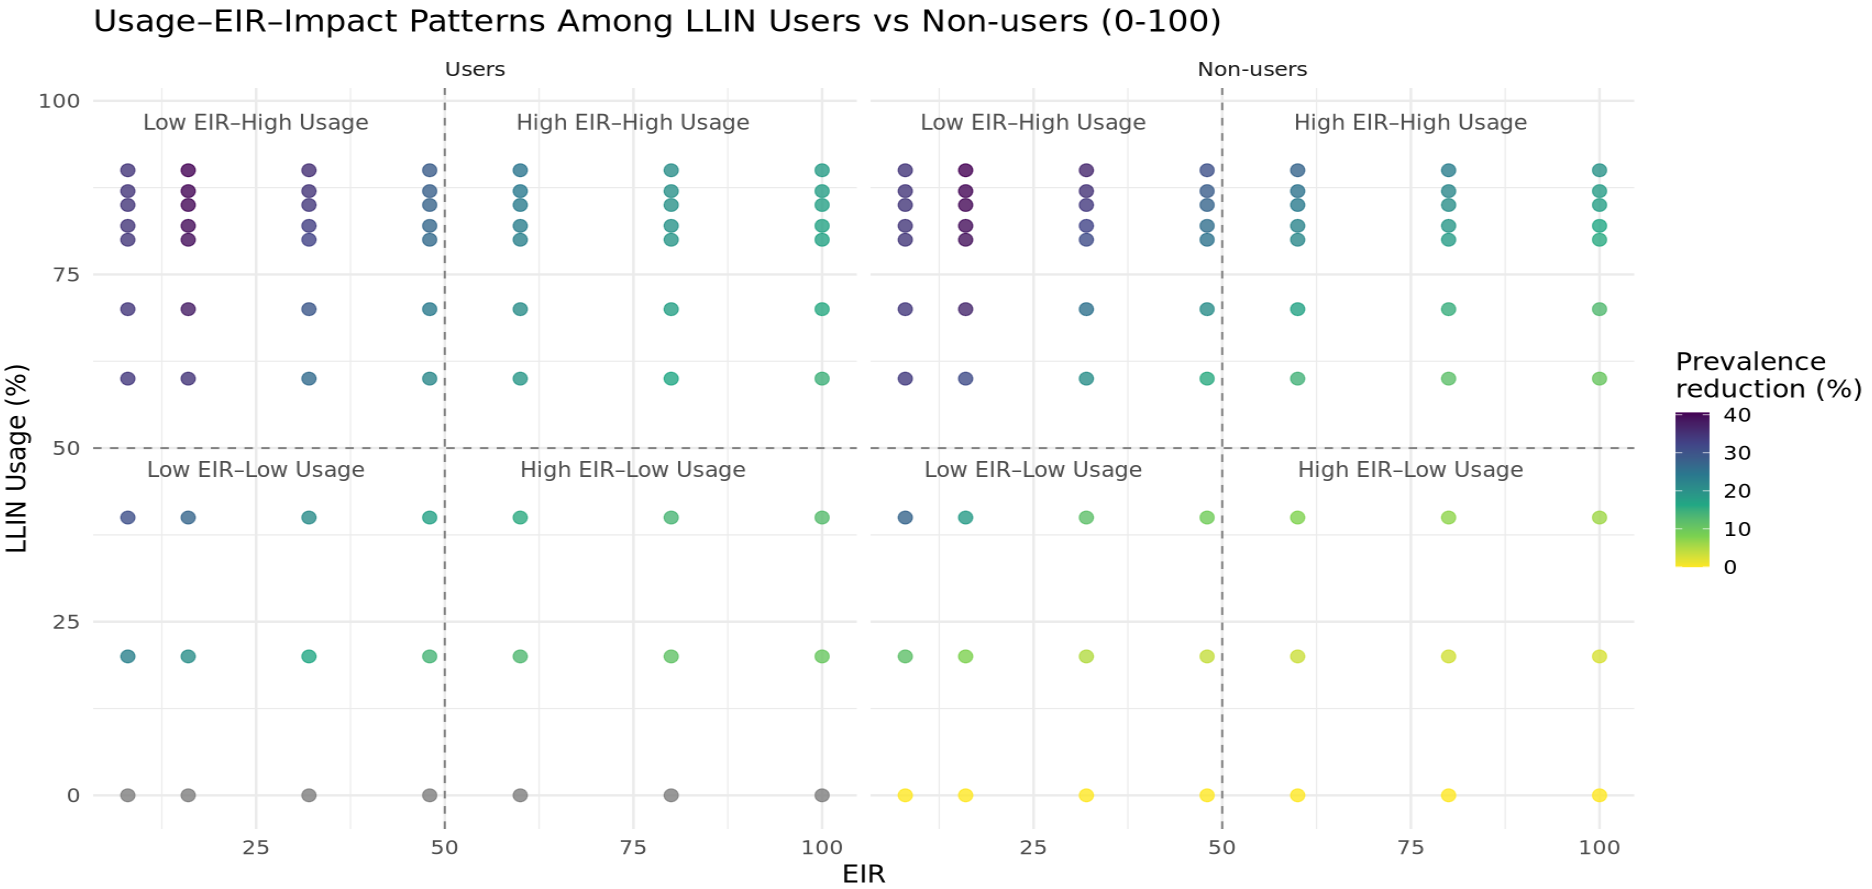 Usage–EIR–Impact Patterns Among LLIN Users vs Non-users (0-100)
Users
Non-users
LLIN Usage (%)
100
75
50
25
0
Low EIR–High Usage
High EIR–High Usage
Low EIR–High Usage
High EIR–High Usage
Low EIR–Low Usage
High EIR–Low Usage
Low EIR–Low Usage
High EIR–Low Usage
25
50
75
100
25
50
75
100
EIR
Prevalence
reduction (%)
40
30
20
10
0